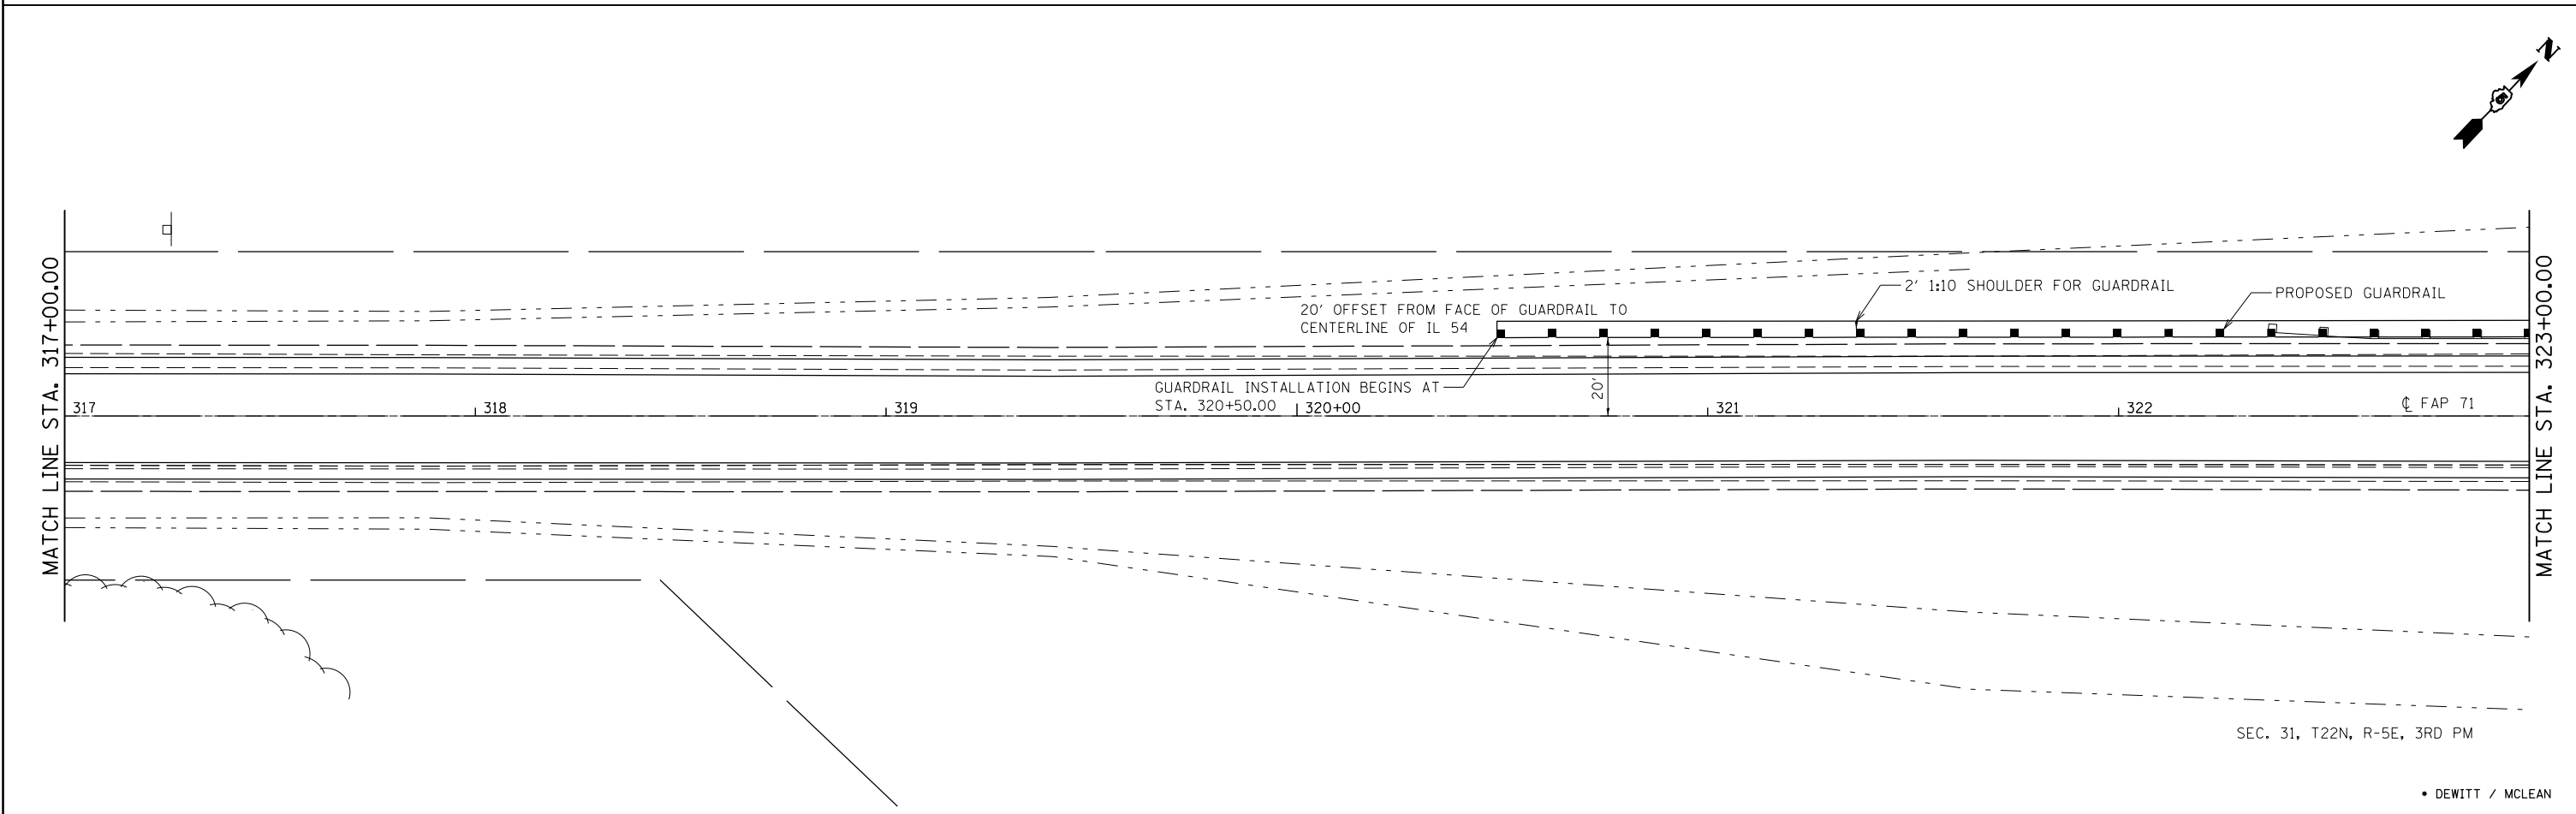 N
5
MATCH LINE STA. 317+00.00
MATCH LINE STA. 323+00.00
2' 1:10 SHOULDER FOR GUARDRAIL
PROPOSED GUARDRAIL
20' OFFSET FROM FACE OF GUARDRAIL TO
CENTERLINE OF IL 54
GUARDRAIL INSTALLATION BEGINS AT
STA. 320+50.00
20'
317
318
319
320+00
321
322
℄ FAP 71
SEC. 31, T22N, R-5E, 3RD PM
• DEWITT / MCLEAN